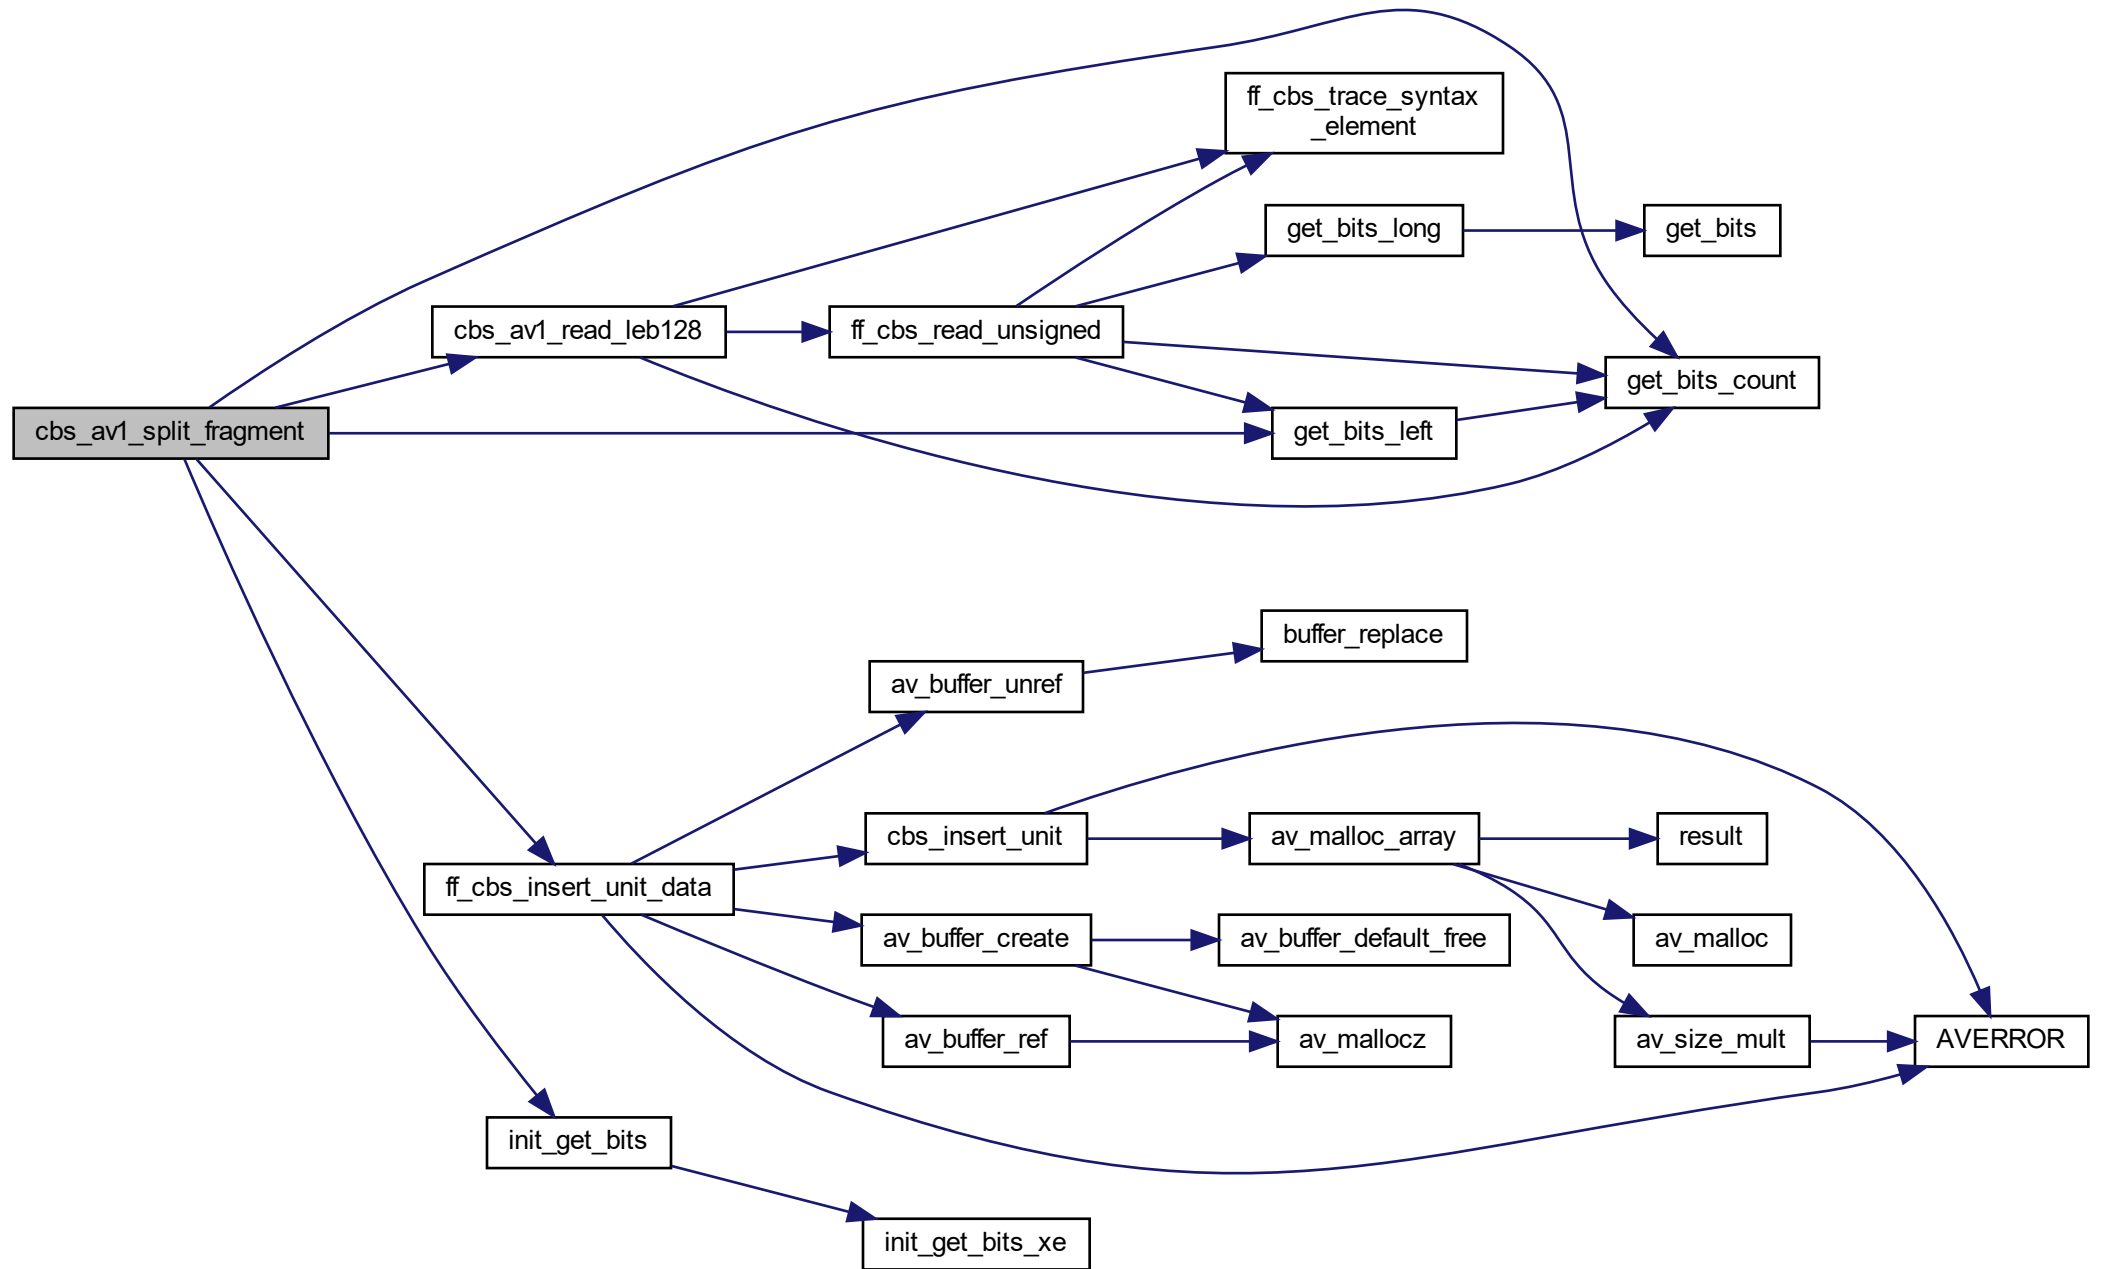 ff_cbs_trace_syntax
_element
get_bits_long
get_bits
cbs_av1_read_leb128
ff_cbs_read_unsigned
get_bits_count
cbs_av1_split_fragment
get_bits_left
buffer_replace
av_buffer_unref
cbs_insert_unit
av_malloc_array
result
ff_cbs_insert_unit_data
av_buffer_create
av_buffer_default_free
av_malloc
av_buffer_ref
av_mallocz
av_size_mult
AVERROR
init_get_bits
init_get_bits_xe